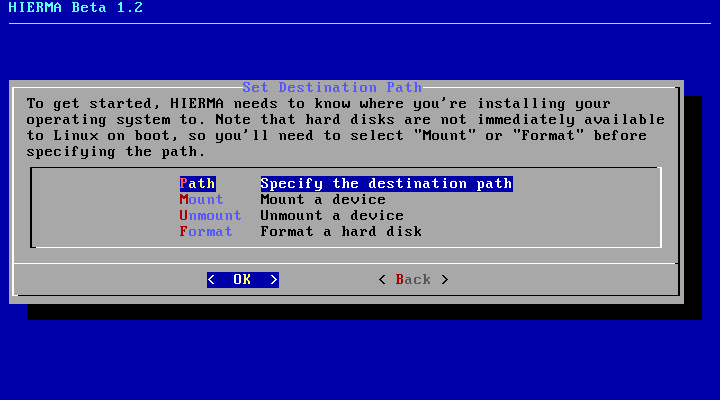 HIERMA Beta 1.2
Set Destination Path
To get started, HIERMA needs to know where you're installing your
operating system to. Note that hard disks are not immediately available
to Linux on boot, so you'll need to select "Mount" or "Format" before
specifying the path.
Path Specify the destination path
Mount Mount a device
Unmount Unmount a device
Format Format a hard disk
< OK > < Back >